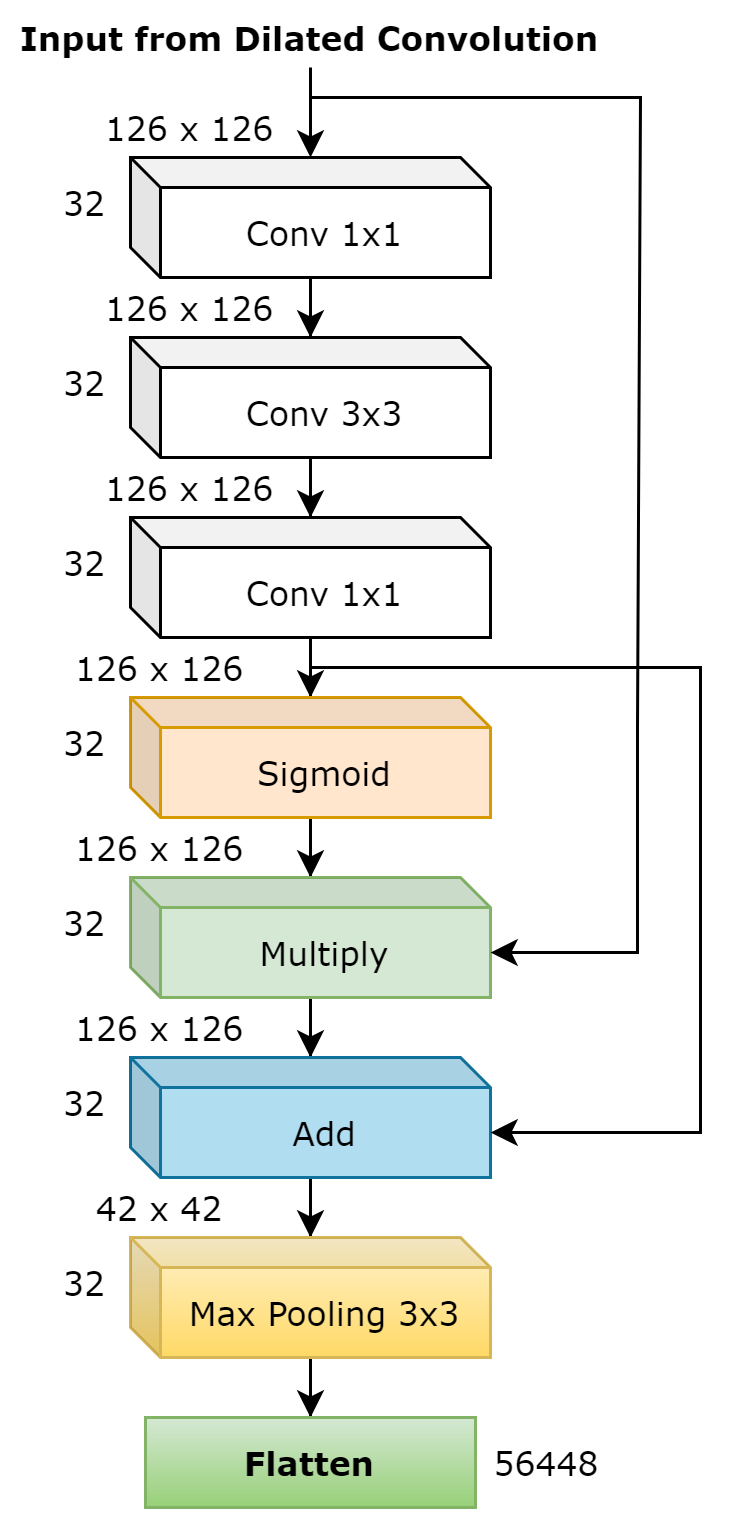 Input from Dilated Convolution
126 x 126
32
Conv 1x1
126 x 126
32
Conv 3x3
126 x 126
32
Conv 1x1
126 x 126
32
Sigmoid
126 x 126
32
Multiply
126 x 126
32
Add
42 x 42
32
Max Pooling 3x3
Flatten
56448